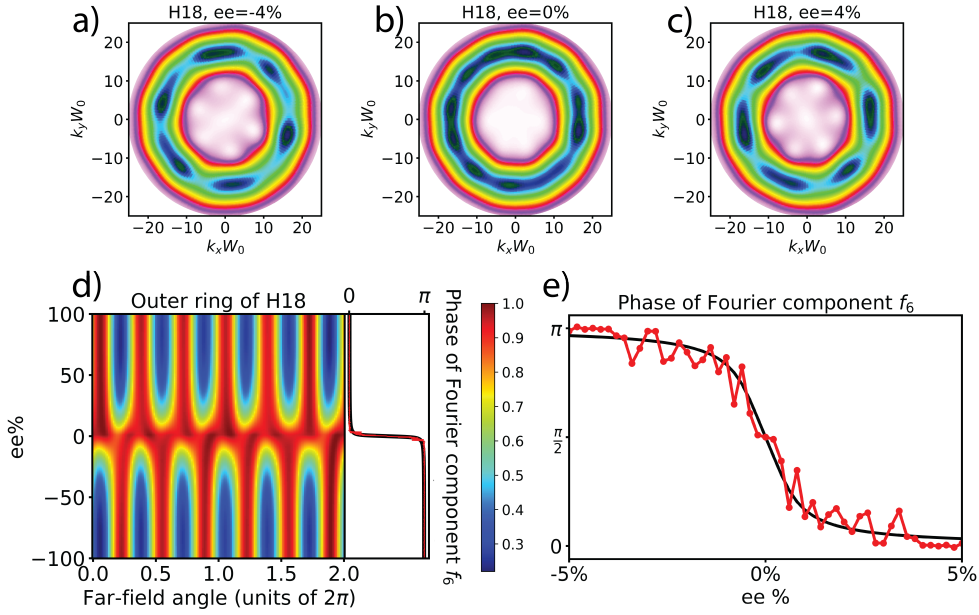 a)
H18, ee=-4%
b)
H18, ee=0%
c)
H18, ee=4%
20
10
0
−10
−20
k_yW_0
−20 −10 0 10 20
k_xW_0
20
10
0
−10
−20
k_yW_0
−20 −10 0 10 20
k_xW_0
20
10
0
−10
−20
k_yW_0
−20 −10 0 10 20
k_xW_0
d)
Outer ring of H18
0 π
100
50
0
−50
−100
ee%
0.0 0.5 1.0 1.5 2.0
Far-field angle (units of 2π)
Phase of Fourier component f_6
1.0
0.9
0.8
0.7
0.6
0.5
0.4
0.3
e)
Phase of Fourier component f_6
π
π/2
0
-5% 0% 5%
ee %